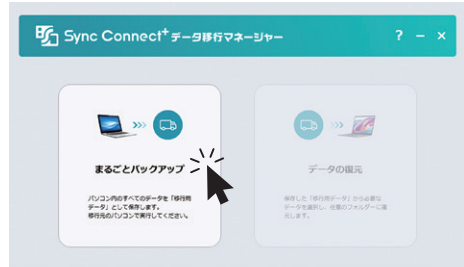 Sync Connect+ データ移行マネージャー
? − ×
まるごとバックアップ
パソコン内のすべてのデータを「移行用
データ」として保存します。
移行元のパソコンで実行してください。
データの復元
保存した「移行用データ」から必要な
データを選択し、任意のフォルダーに復
元します。